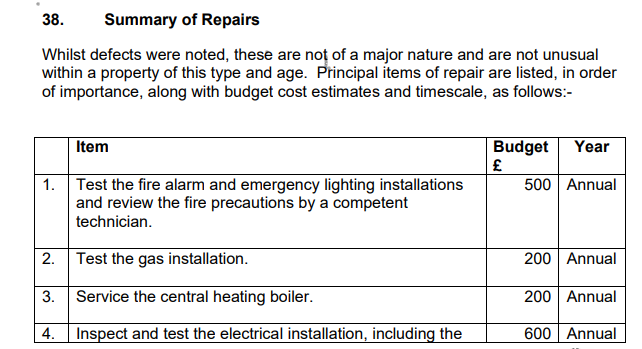 38. Summary of Repairs
Whilst defects were noted, these are not of a major nature and are not unusual
within a property of this type and age. Principal items of repair are listed, in order
of importance, along with budget cost estimates and timescale, as follows:-
Item Budget Year
£
1. Test the fire alarm and emergency lighting installations 500 Annual
and review the fire precautions by a competent
technician.
2. Test the gas installation. 200 Annual
3. Service the central heating boiler. 200 Annual
4. Inspect and test the electrical installation, including the 600 Annual